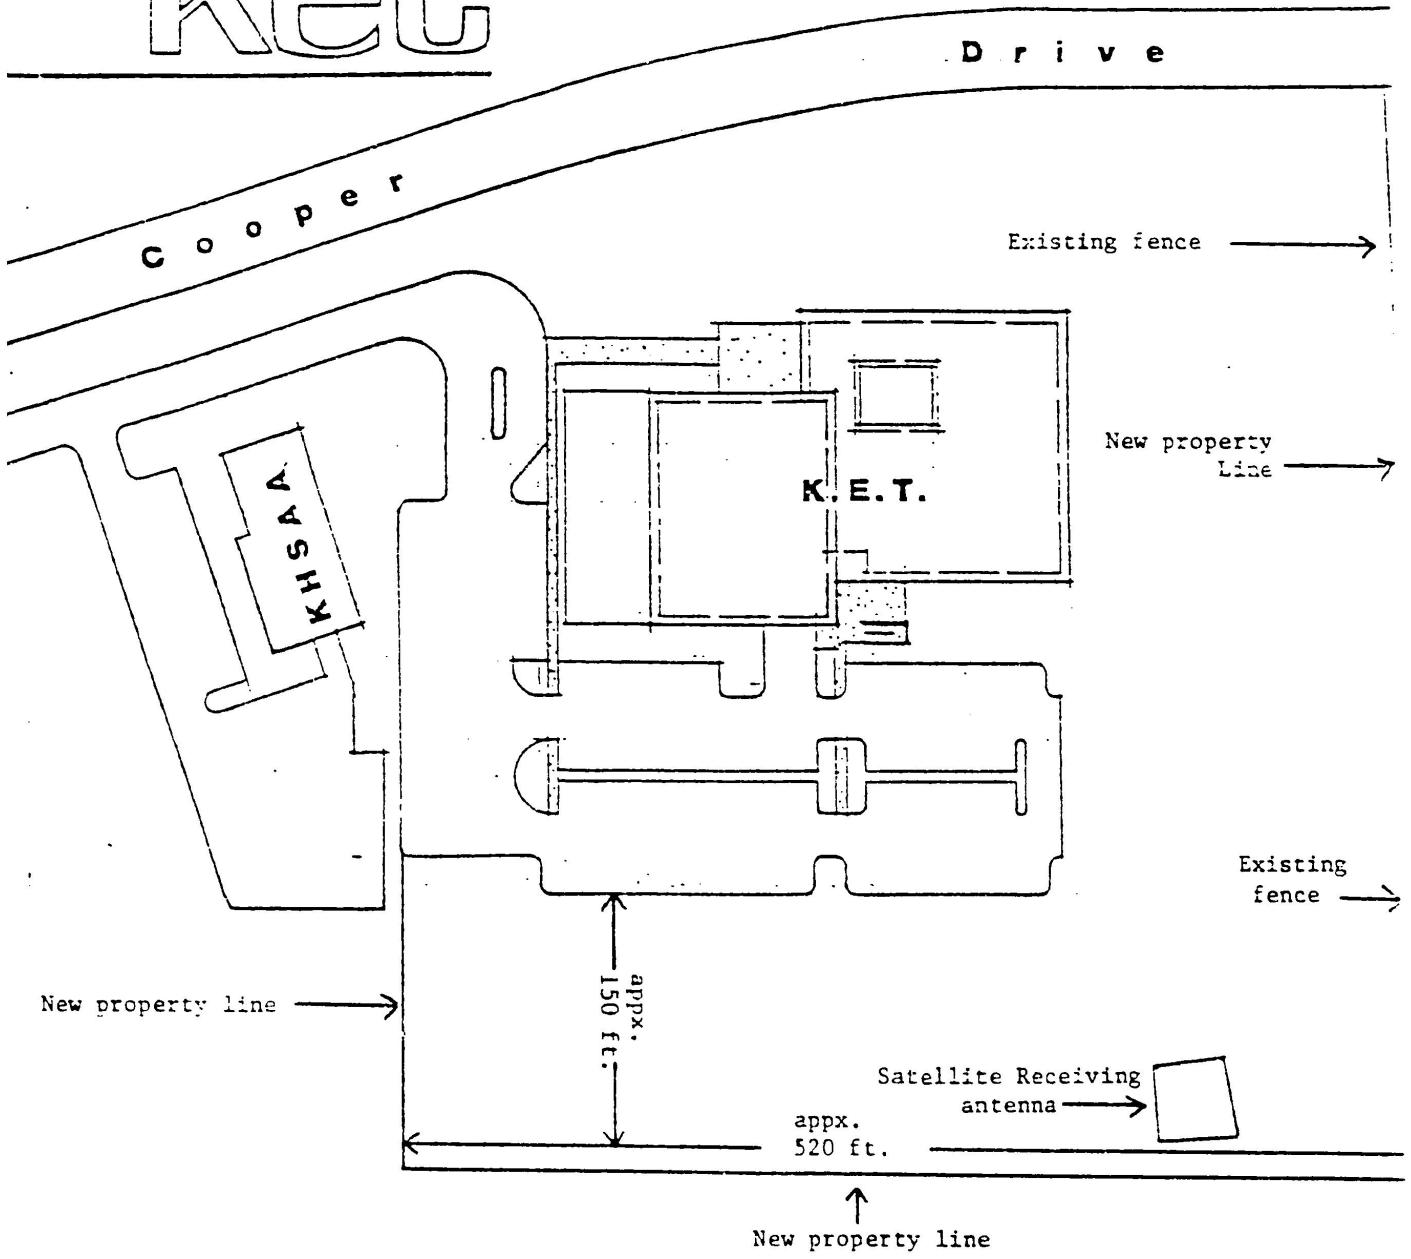 ket
Drive
Cooper
Existing fence
New property
Line
KHSAA
K.E.T.
Existing
fence
New property line
appx.
150 ft.
Satellite Receiving
antenna
appx.
520 ft.
New property line